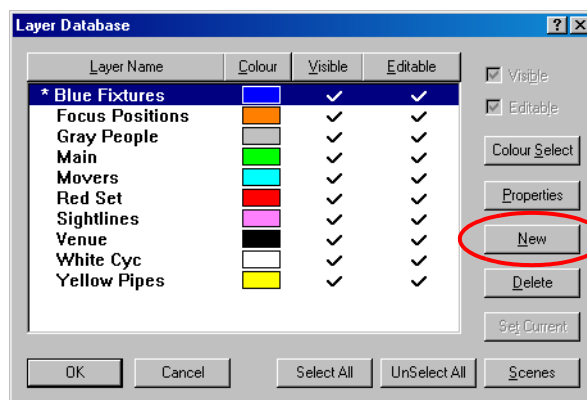 Layer Database
Layer Name Colour Visible Editable
* Blue Fixtures
Focus Positions
Gray People
Main
Movers
Red Set
Sightlines
Venue
White Cyc
Yellow Pipes
Visible
Editable
Colour Select
Properties
New
Delete
Set Current
OK Cancel Select All UnSelect All Scenes